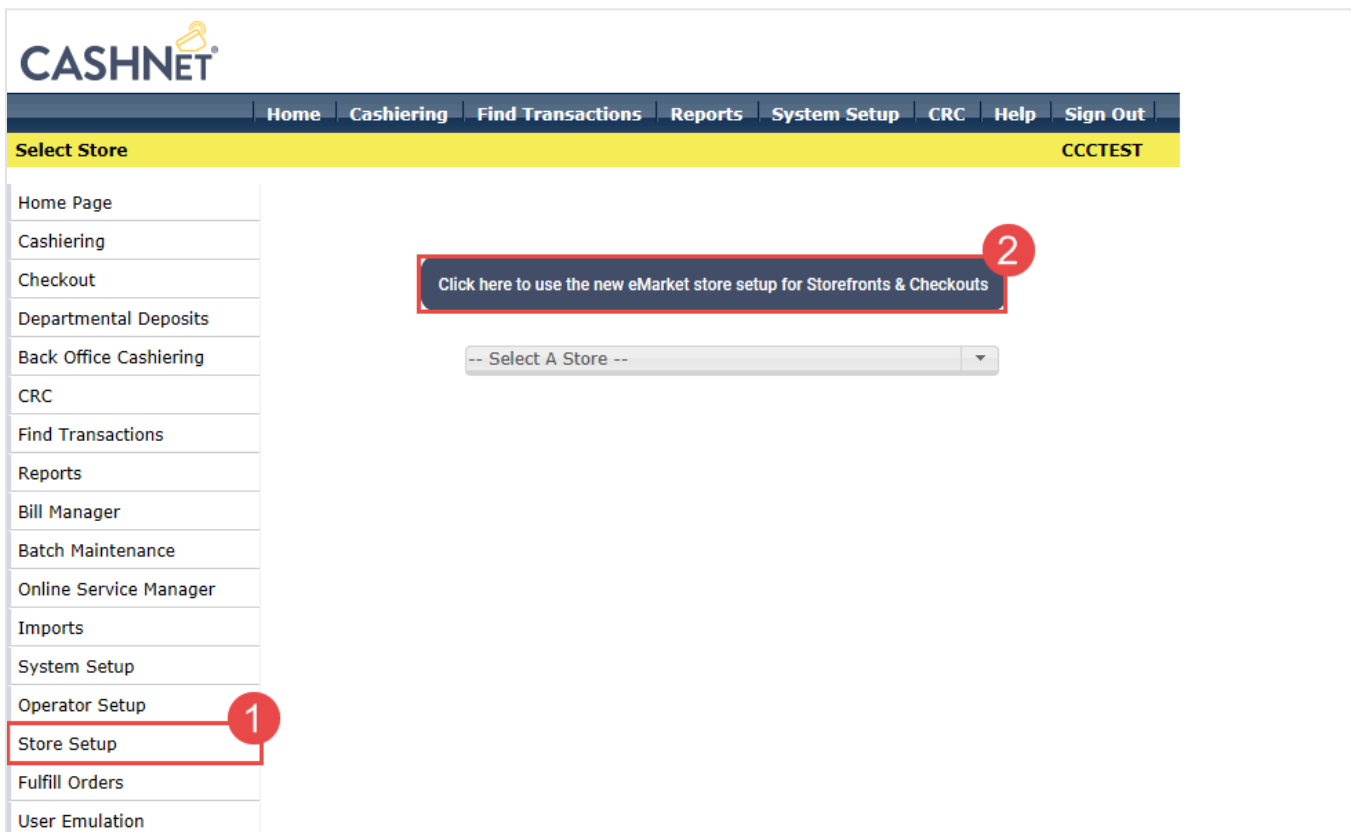 CASHNET®
Home Cashiering Find Transactions Reports System Setup CRC Help Sign Out
Select Store CCCTEST
Home Page
Cashiering
Checkout
Departmental Deposits
Back Office Cashiering
CRC
Find Transactions
Reports
Bill Manager
Batch Maintenance
Online Service Manager
Imports
System Setup
Operator Setup
1
Store Setup
Fulfill Orders
User Emulation
2
Click here to use the new eMarket store setup for Storefronts & Checkouts
-- Select A Store --